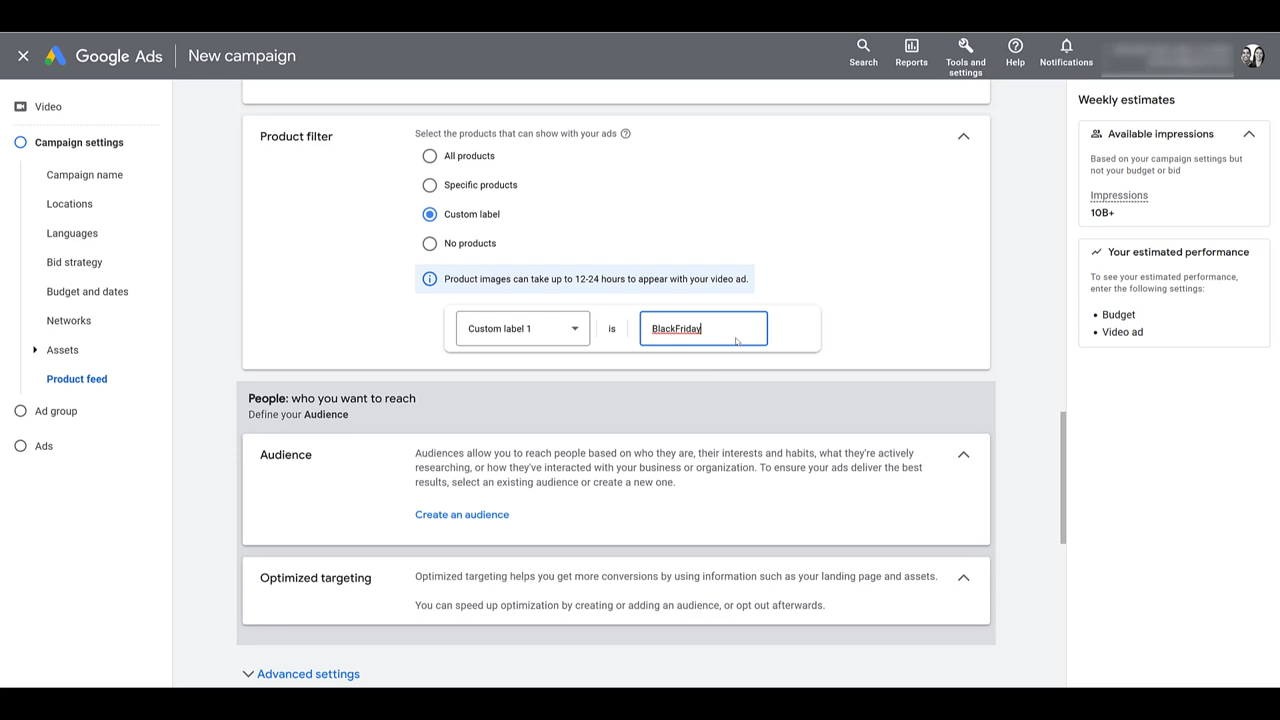 Google Ads
New campaign
Search
Reports
Tools and settings
Help
Notifications
Video
Campaign settings
Campaign name
Locations
Languages
Bid strategy
Budget and dates
Networks
Assets
Product feed
Ad group
Ads
Product filter
Select the products that can show with your ads
All products
Specific products
Custom label
No products
Product images can take up to 12-24 hours to appear with your video ad.
Custom label 1
is
BlackFriday
People: who you want to reach
Define your Audience
Audience
Audiences allow you to reach people based on who they are, their interests and habits, what they're actively
researching, or how they've interacted with your business or organization. To ensure your ads deliver the best
results, select an existing audience or create a new one.
Create an audience
Optimized targeting
Optimized targeting helps you get more conversions by using information such as your landing page and assets.
You can speed up optimization by creating or adding an audience, or opt out afterwards.
Advanced settings
Weekly estimates
Available impressions
Based on your campaign settings but
not your budget or bid
Impressions
10B+
Your estimated performance
To see your estimated performance,
enter the following settings:
• Budget
• Video ad